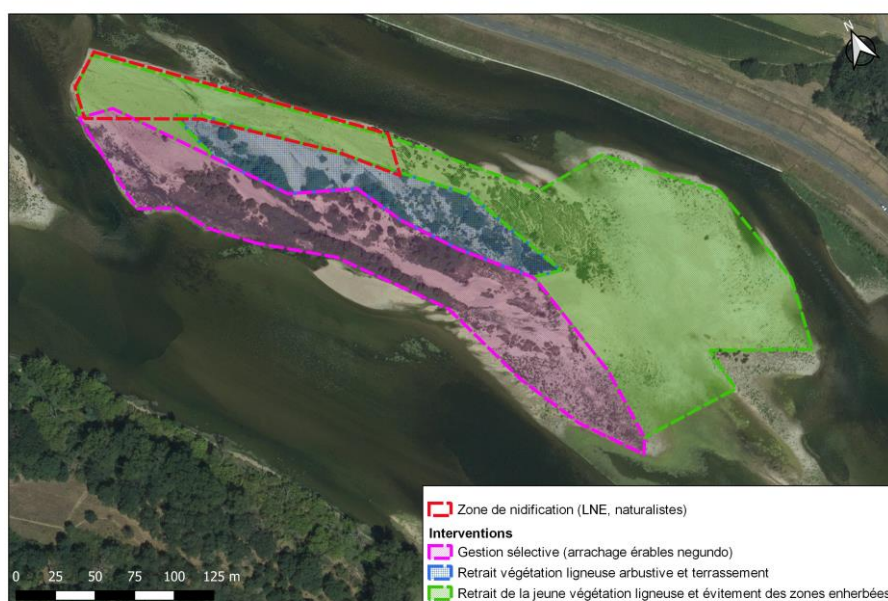 N
Zone de nidification (LNE, naturalistes)
Interventions
Gestion sélective (arrachage érables negundo)
Retrait végétation ligneuse arbustive et terrassement
Retrait de la jeune végétation ligneuse et évitement des zones enherbées
0 25 50 75 100 125 m